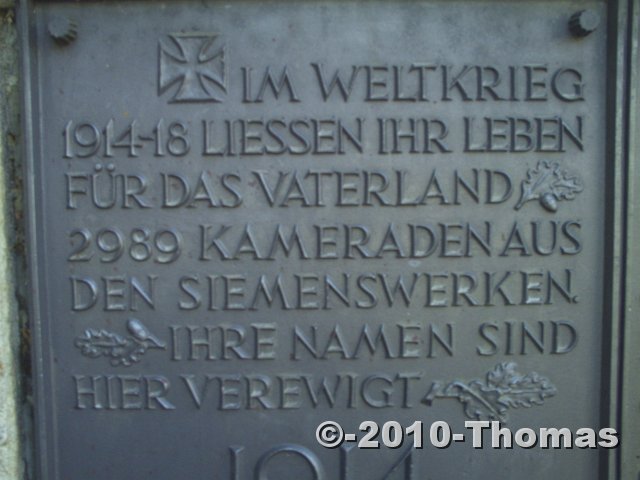 IM WELTKRIEG
1914-18 LIESSEN IHR LEBEN
FÜR DAS VATERLAND
2989 KAMERADEN AUS
DEN SIEMENSWERKEN.
IHRE NAMEN SIND
HIER VEREWIGT
1914
©-2010-Thomas